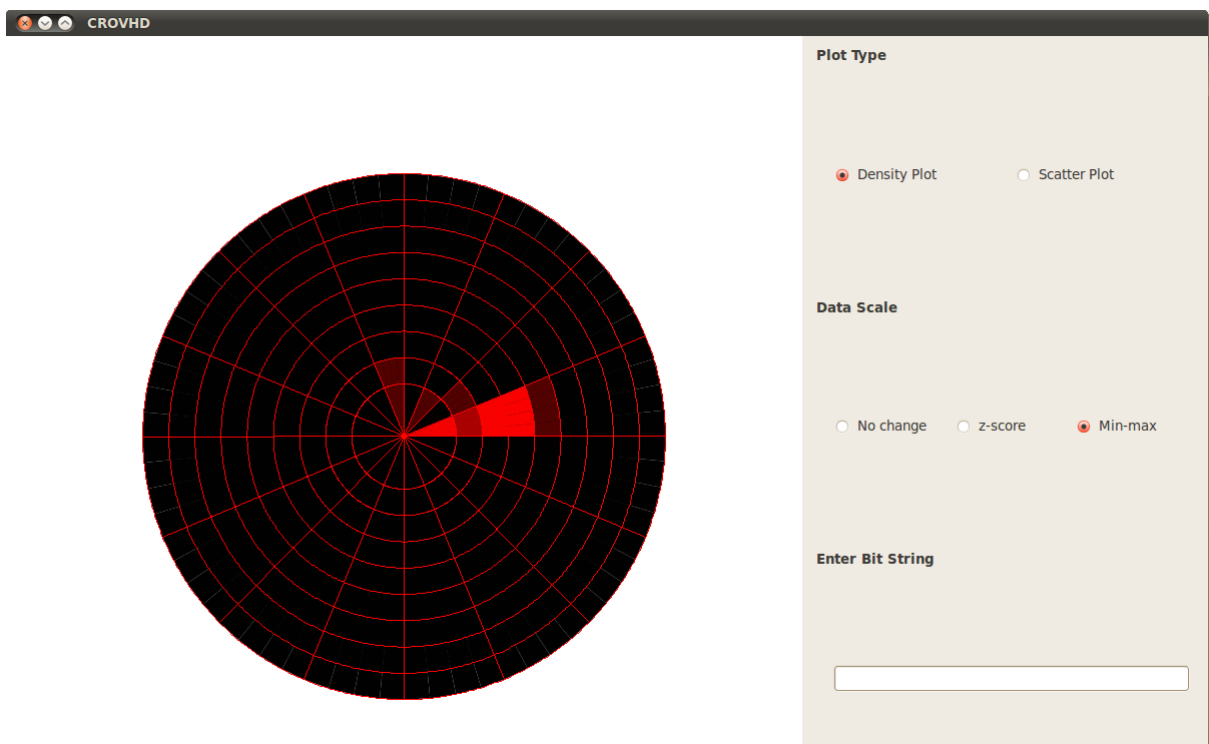 CROVHD
Plot Type
Density Plot
Scatter Plot
Data Scale
No change
z-score
Min-max
Enter Bit String